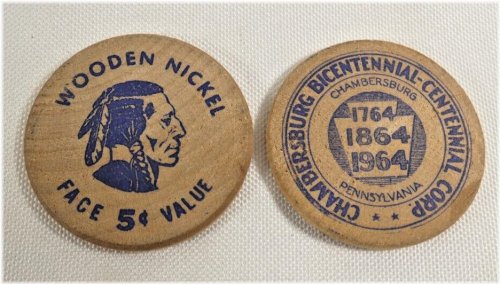 WOODEN NICKEL
FACE 5¢ VALUE
CHAMBERSBURG BICENTENNIAL-CENTENNIAL CORP.
CHAMBERSBURG
1764
1864
1964
PENNSYLVANIA